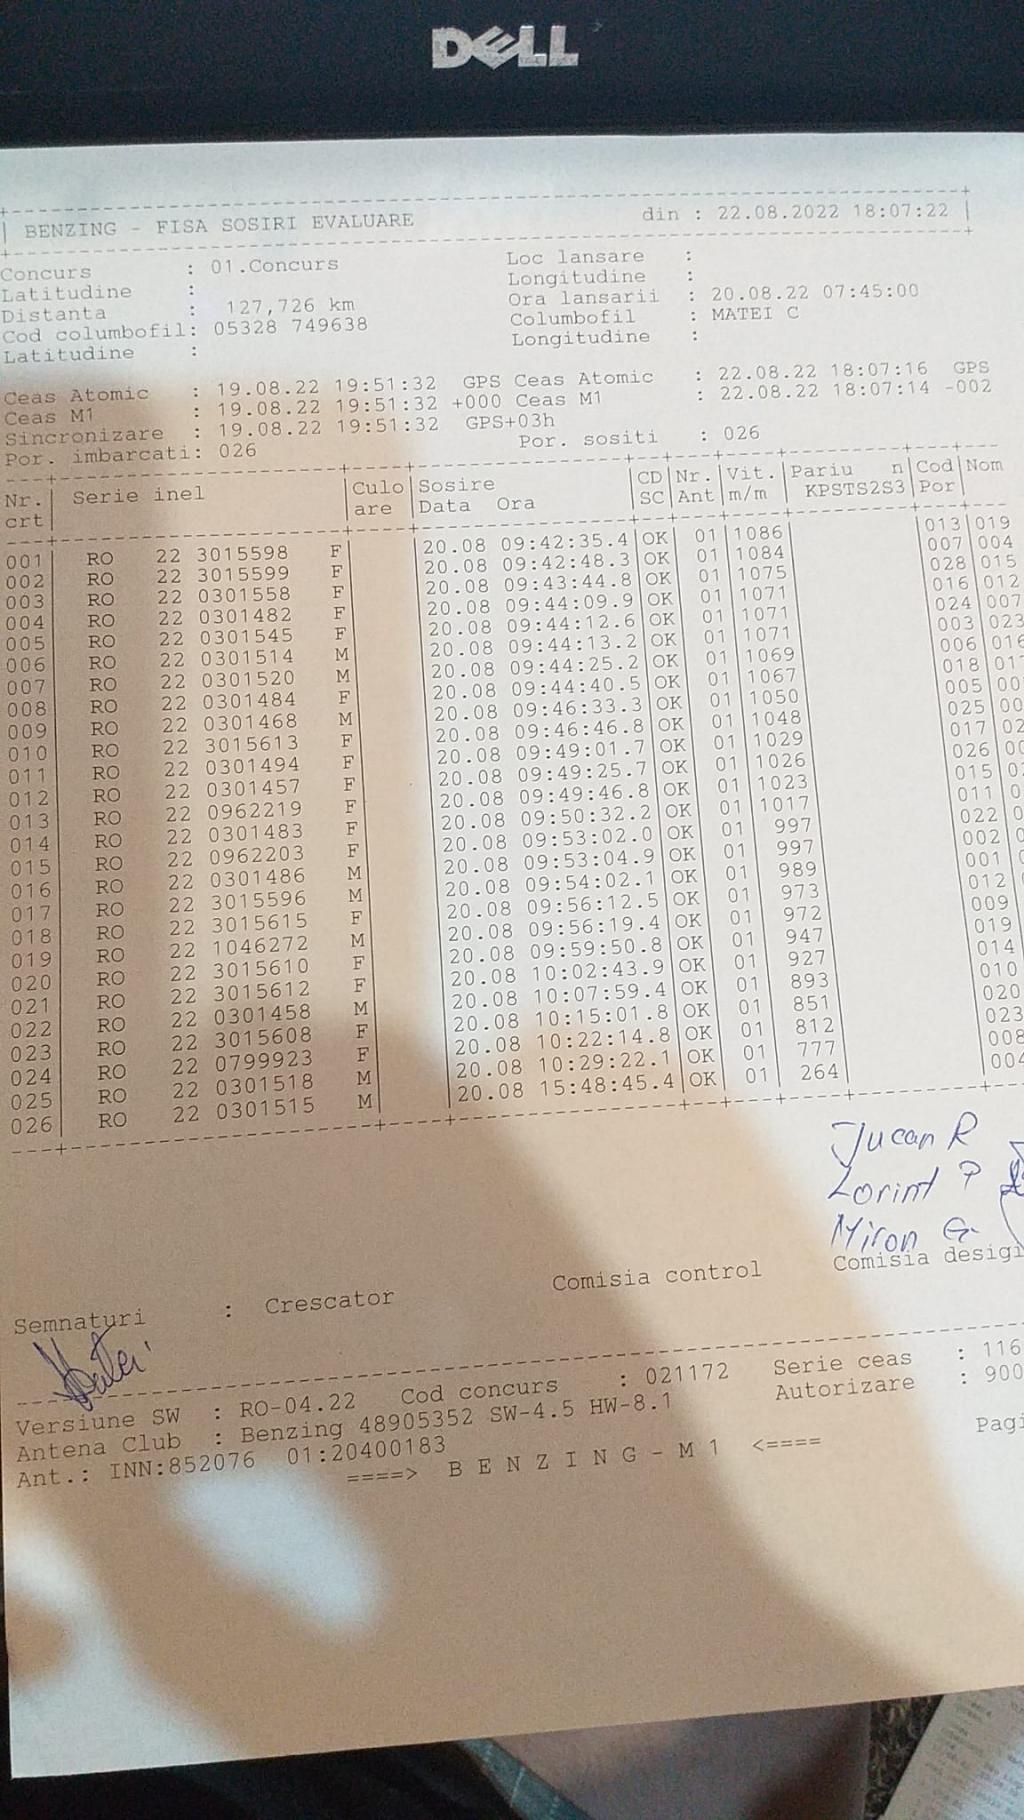 DELL
BENZING - FISA SOSIRI EVALUARE din : 22.08.2022 18:07:22
Concurs : 01.Concurs Loc lansare :
Latitudine : Longitudine :
Distanta : 127,726 km Ora lansarii : 20.08.22 07:45:00
Cod columbofil: 05328 749638 Columbofil : MATEI C
Latitudine : Longitudine :
Ceas Atomic : 19.08.22 19:51:32 GPS Ceas Atomic : 22.08.22 18:07:16 GPS
Ceas M1 : 19.08.22 19:51:32 +000 Ceas M1 : 22.08.22 18:07:14 -002
Sincronizare : 19.08.22 19:51:32 GPS+03h
Por. imbarcati: 026 Por. sositi : 026
Nr. Serie inel Culo Sosire CD Nr. Vit. Pariu n Cod Nom
crt are Data Ora SC Ant m/m KPSTS2S3 Por
001 RO 22 3015598 F 20.08 09:42:35.4 OK 01 1086 013 019
002 RO 22 3015599 F 20.08 09:42:48.3 OK 01 1084 007 004
003 RO 22 0301558 F 20.08 09:43:44.8 OK 01 1075 028 015
004 RO 22 0301482 F 20.08 09:44:09.9 OK 01 1071 016 012
005 RO 22 0301545 F 20.08 09:44:12.6 OK 01 1071 024 007
006 RO 22 0301514 M 20.08 09:44:13.2 OK 01 1071 003 023
007 RO 22 0301520 M 20.08 09:44:25.2 OK 01 1069 006 016
008 RO 22 0301484 F 20.08 09:44:40.5 OK 01 1067 018
009 RO 22 0301468 M 20.08 09:46:33.3 OK 01 1050 005
010 RO 22 3015613 F 20.08 09:46:46.8 OK 01 1048 025
011 RO 22 0301494 F 20.08 09:49:01.7 OK 01 1029 017
012 RO 22 0301457 F 20.08 09:49:25.7 OK 01 1026 026
013 RO 22 0962219 F 20.08 09:49:46.8 OK 01 1023 015
014 RO 22 0301483 F 20.08 09:50:32.2 OK 01 1017 011
015 RO 22 0962203 F 20.08 09:53:02.0 OK 01 997 022
016 RO 22 0301486 M 20.08 09:53:04.9 OK 01 997 002
017 RO 22 3015596 M 20.08 09:54:02.1 OK 01 989 001
018 RO 22 3015615 F 20.08 09:56:12.5 OK 01 973 012
019 RO 22 1046272 M 20.08 09:56:19.4 OK 01 972 009
020 RO 22 3015610 F 20.08 09:59:50.8 OK 01 947 019
021 RO 22 3015612 F 20.08 10:02:43.9 OK 01 927 014
022 RO 22 0301458 M 20.08 10:07:59.4 OK 01 893 010
023 RO 22 3015608 F 20.08 10:15:01.8 OK 01 851 020
024 RO 22 0799923 F 20.08 10:22:14.8 OK 01 812 023
025 RO 22 0301518 M 20.08 10:29:22.1 OK 01 777 008
026 RO 22 0301515 M 20.08 15:48:45.4 OK 01 264 004
Jucan R
Lorint P
Miron G
Semnaturi : Crescator Comisia control Comisia desig
Matei
Versiune SW : RO-04.22 Cod concurs : 021172 Serie ceas : 116
Antena Club : Benzing 48905352 SW-4.5 HW-8.1 Autorizare : 900
Ant.: INN:852076 01:20400183 Pagi
====> B E N Z I N G - M 1 <====